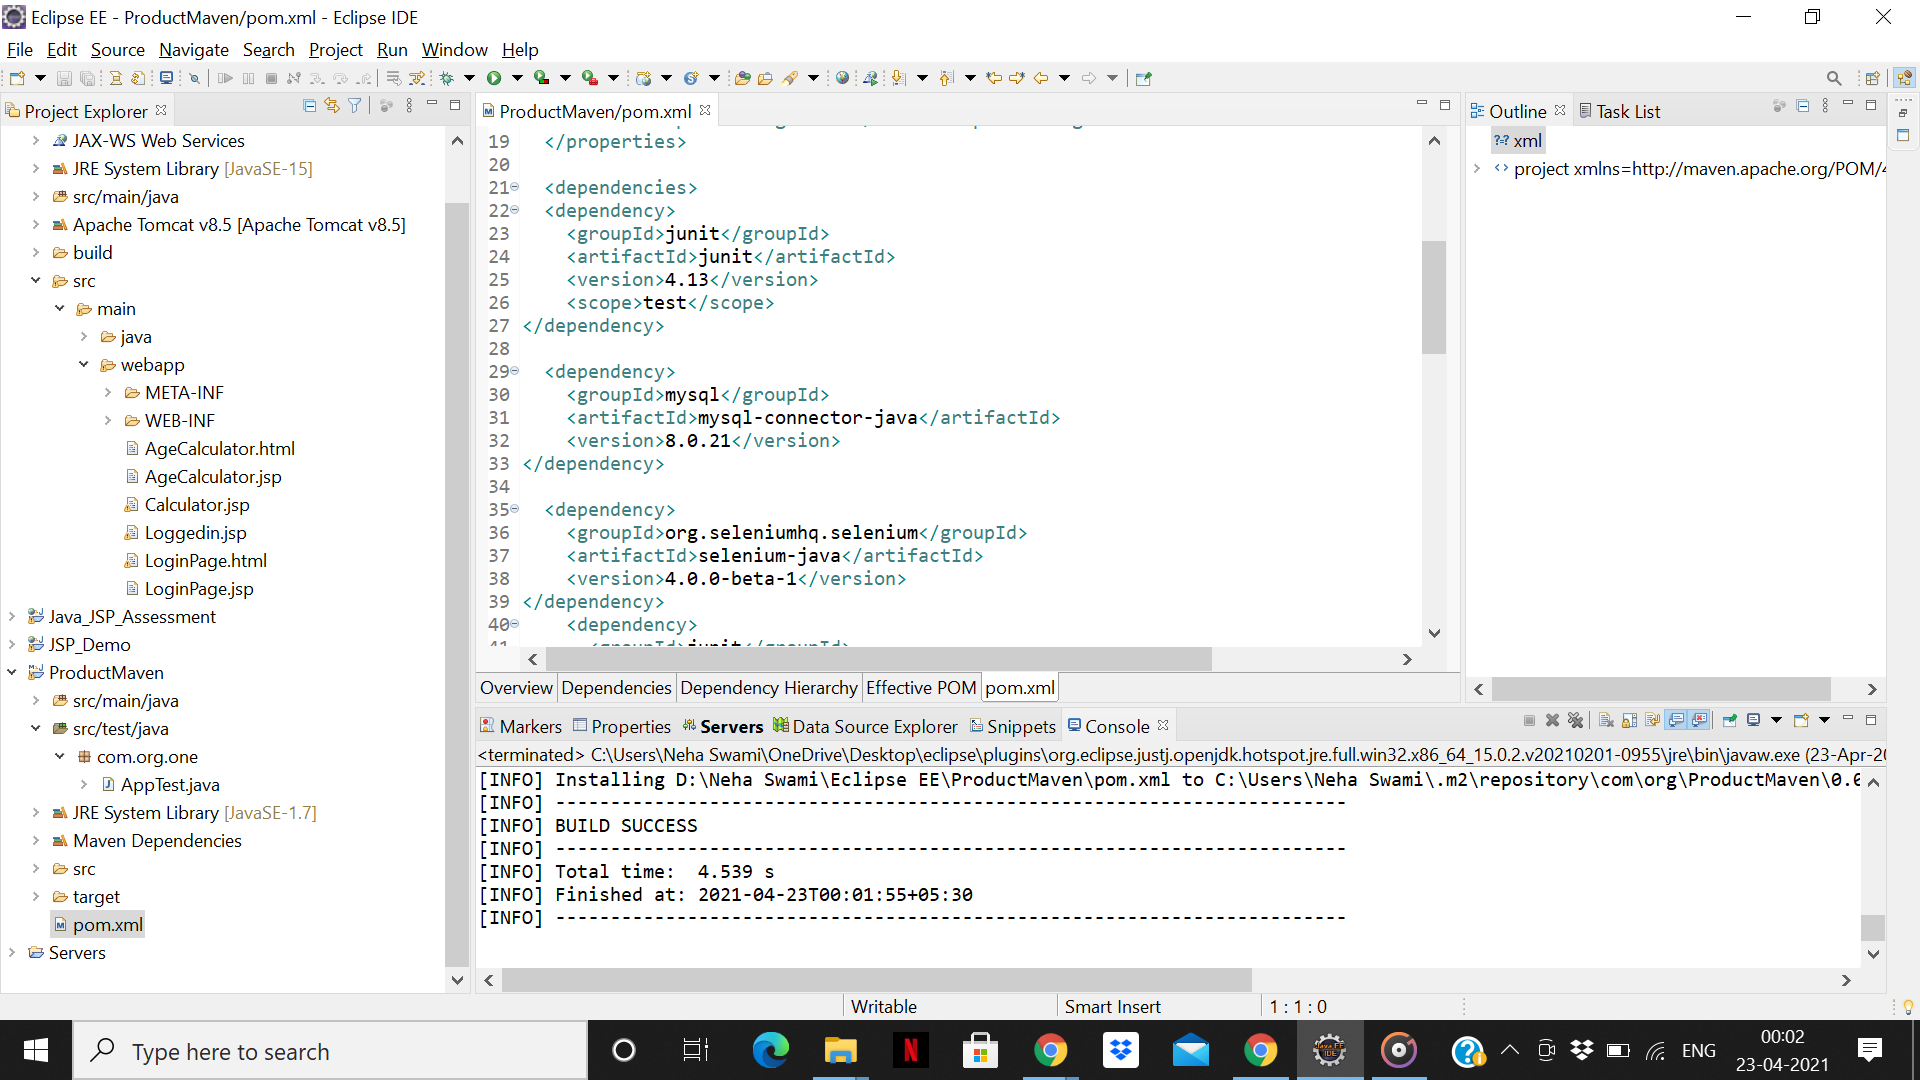 Eclipse EE - ProductMaven/pom.xml - Eclipse IDE
File Edit Source Navigate Search Project Run Window Help
Project Explorer
JAX-WS Web Services
JRE System Library [JavaSE-15]
src/main/java
Apache Tomcat v8.5 [Apache Tomcat v8.5]
build
src
main
java
webapp
META-INF
WEB-INF
AgeCalculator.html
AgeCalculator.jsp
Calculator.jsp
Loggedin.jsp
LoginPage.html
LoginPage.jsp
Java_JSP_Assessment
JSP_Demo
ProductMaven
src/main/java
src/test/java
com.org.one
AppTest.java
JRE System Library [JavaSE-1.7]
Maven Dependencies
src
target
pom.xml
Servers
ProductMaven/pom.xml
19 </properties>
20
21 <dependencies>
22 <dependency>
23 <groupId>junit</groupId>
24 <artifactId>junit</artifactId>
25 <version>4.13</version>
26 <scope>test</scope>
27 </dependency>
28
29 <dependency>
30 <groupId>mysql</groupId>
31 <artifactId>mysql-connector-java</artifactId>
32 <version>8.0.21</version>
33 </dependency>
34
35 <dependency>
36 <groupId>org.seleniumhq.selenium</groupId>
37 <artifactId>selenium-java</artifactId>
38 <version>4.0.0-beta-1</version>
39 </dependency>
40 <dependency>
Overview Dependencies Dependency Hierarchy Effective POM pom.xml
Outline Task List
?-? xml
<> project xmlns=http://maven.apache.org/POM/4
Markers Properties Servers Data Source Explorer Snippets Console
<terminated> C:\Users\Neha Swami\OneDrive\Desktop\eclipse\plugins\org.eclipse.justj.openjdk.hotspot.jre.full.win32.x86_64_15.0.2.v20210201-0955\jre\bin\javaw.exe (23-Apr-20
[INFO] Installing D:\Neha Swami\Eclipse EE\ProductMaven\pom.xml to C:\Users\Neha Swami\.m2\repository\com\org\ProductMaven\0.0
[INFO] ------------------------------------------------------------------------
[INFO] BUILD SUCCESS
[INFO] ------------------------------------------------------------------------
[INFO] Total time:  4.539 s
[INFO] Finished at: 2021-04-23T00:01:55+05:30
[INFO] ------------------------------------------------------------------------
Writable Smart Insert 1 : 1 : 0
Type here to search
Java EE
IDE
ENG
00:02
23-04-2021